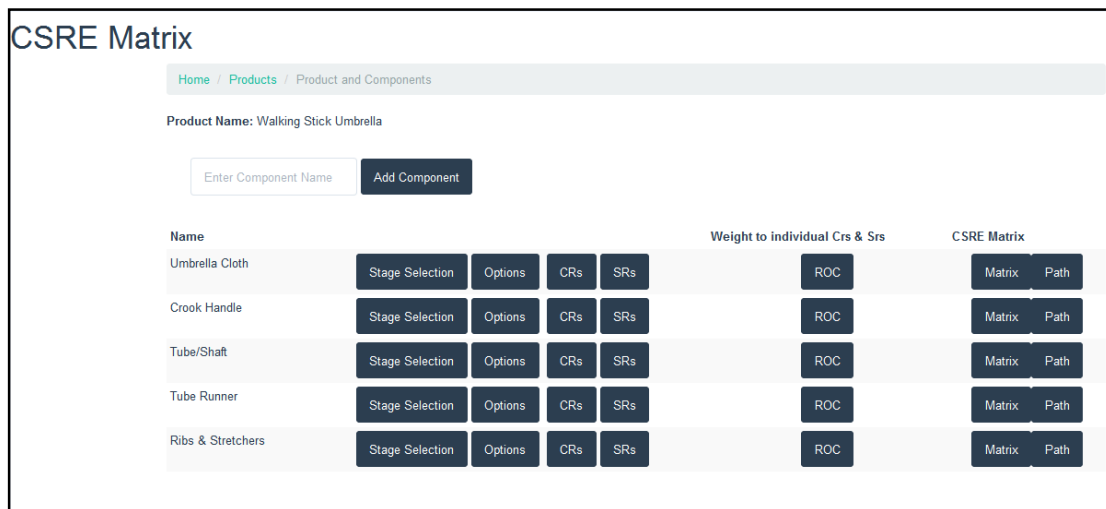 CSRE Matrix
Home / Products / Product and Components
Product Name: Walking Stick Umbrella
Enter Component Name Add Component
Name Weight to individual Crs & Srs CSRE Matrix
Umbrella Cloth Stage Selection Options CRs SRs ROC Matrix Path
Crook Handle Stage Selection Options CRs SRs ROC Matrix Path
Tube/Shaft Stage Selection Options CRs SRs ROC Matrix Path
Tube Runner Stage Selection Options CRs SRs ROC Matrix Path
Ribs & Stretchers Stage Selection Options CRs SRs ROC Matrix Path